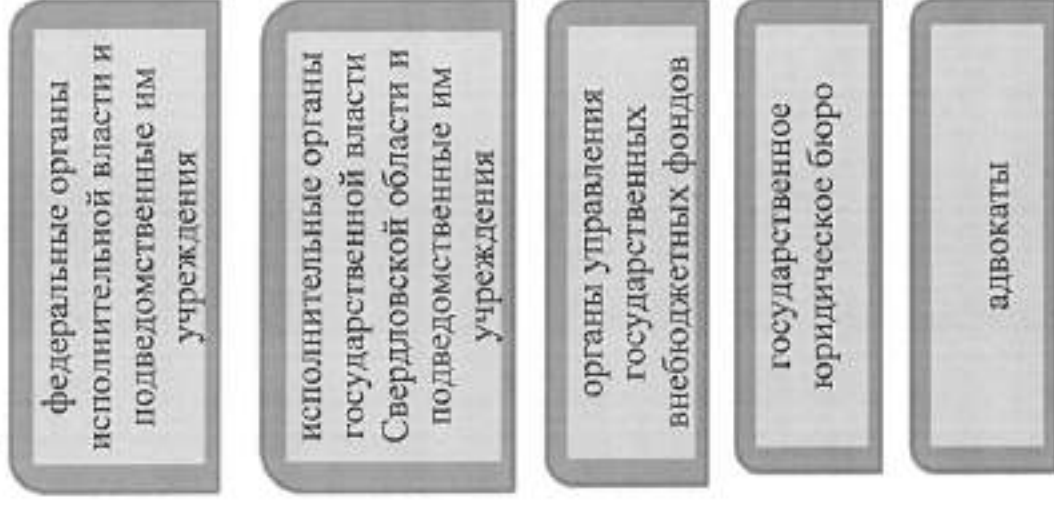 федеральные органы
исполнительной власти и
подведомственные им
учреждения
исполнительные органы
государственной власти
Свердловской области и
подведомственные им
учреждения
органы управления
государственных
внебюджетных фондов
государственное
юридическое бюро
адвокаты